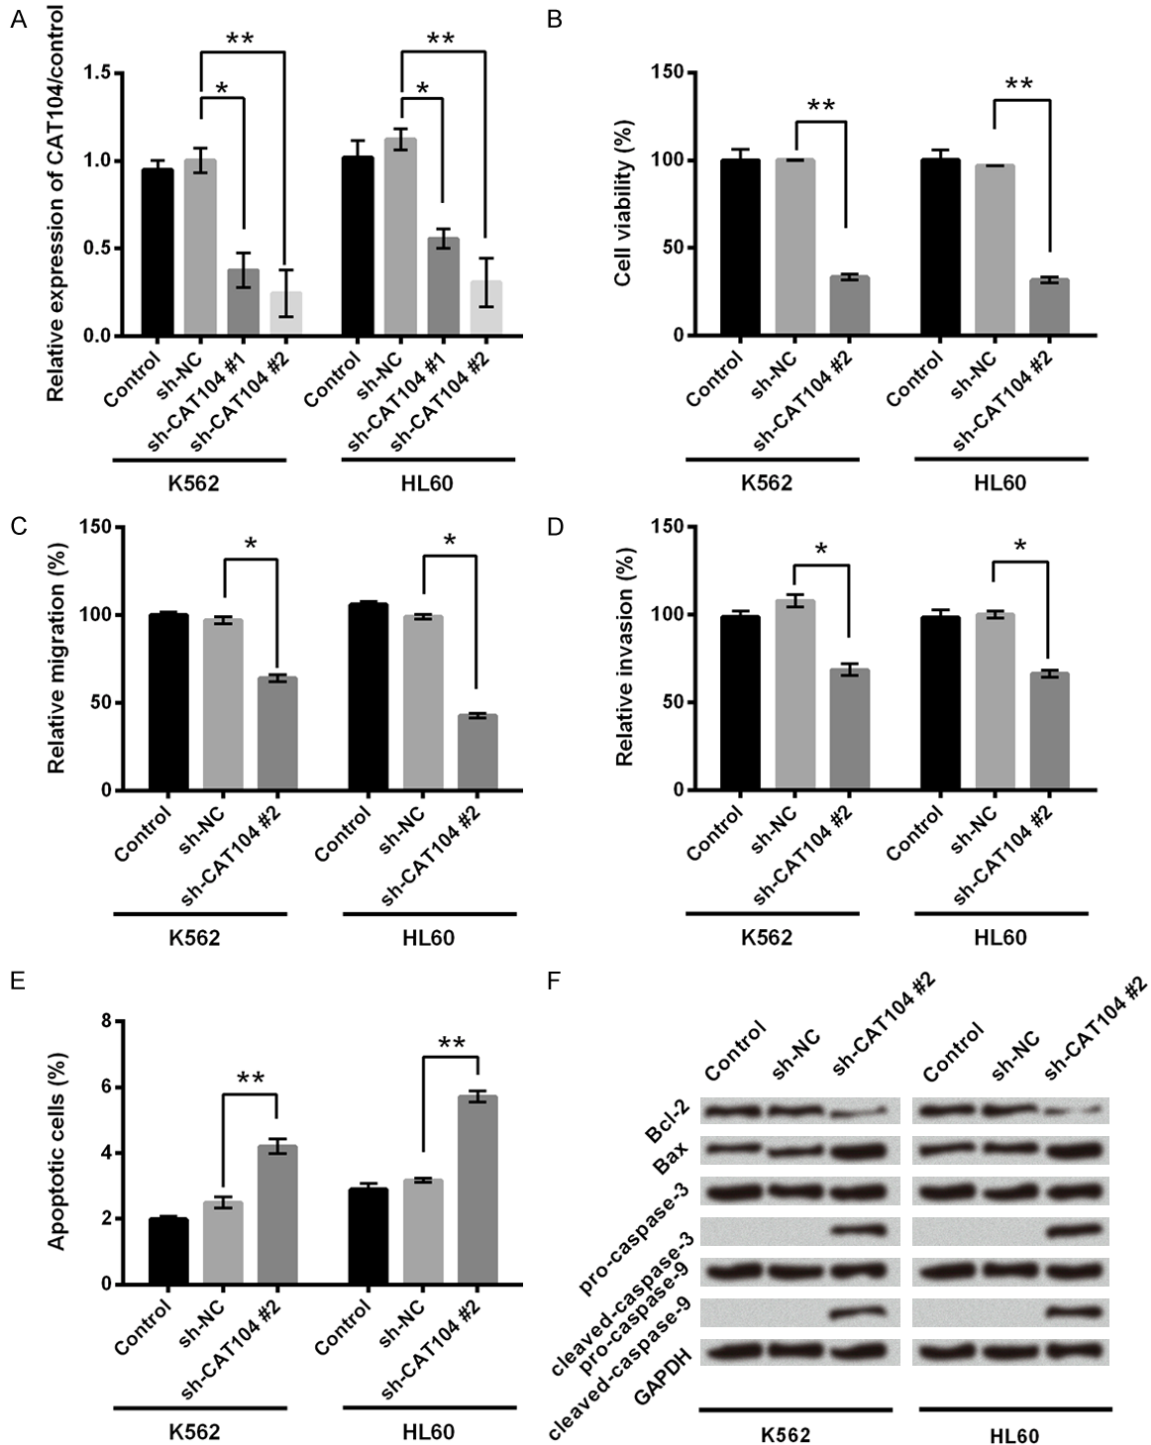 A
Relative expression of CAT104/control
1.5
1.0
0.5
0.0
**
*
**
*
Control
sh-NC
sh-CAT104 #1
sh-CAT104 #2
Control
sh-NC
sh-CAT104 #1
sh-CAT104 #2
K562
HL60
B
Cell viability (%)
150
100
50
0
**
**
Control
sh-NC
sh-CAT104 #2
Control
sh-NC
sh-CAT104 #2
K562
HL60
C
Relative migration (%)
150
100
50
0
*
*
Control
sh-NC
sh-CAT104 #2
Control
sh-NC
sh-CAT104 #2
K562
HL60
D
Relative invasion (%)
150
100
50
0
*
*
Control
sh-NC
sh-CAT104 #2
Control
sh-NC
sh-CAT104 #2
K562
HL60
E
Apoptotic cells (%)
8
6
4
2
0
**
**
Control
sh-NC
sh-CAT104 #2
Control
sh-NC
sh-CAT104 #2
K562
HL60
F
Control
sh-NC
sh-CAT104 #2
Control
sh-NC
sh-CAT104 #2
Bcl-2
Bax
pro-caspase-3
cleaved-caspase-3
pro-caspase-9
cleaved-caspase-9
GAPDH
K562
HL60